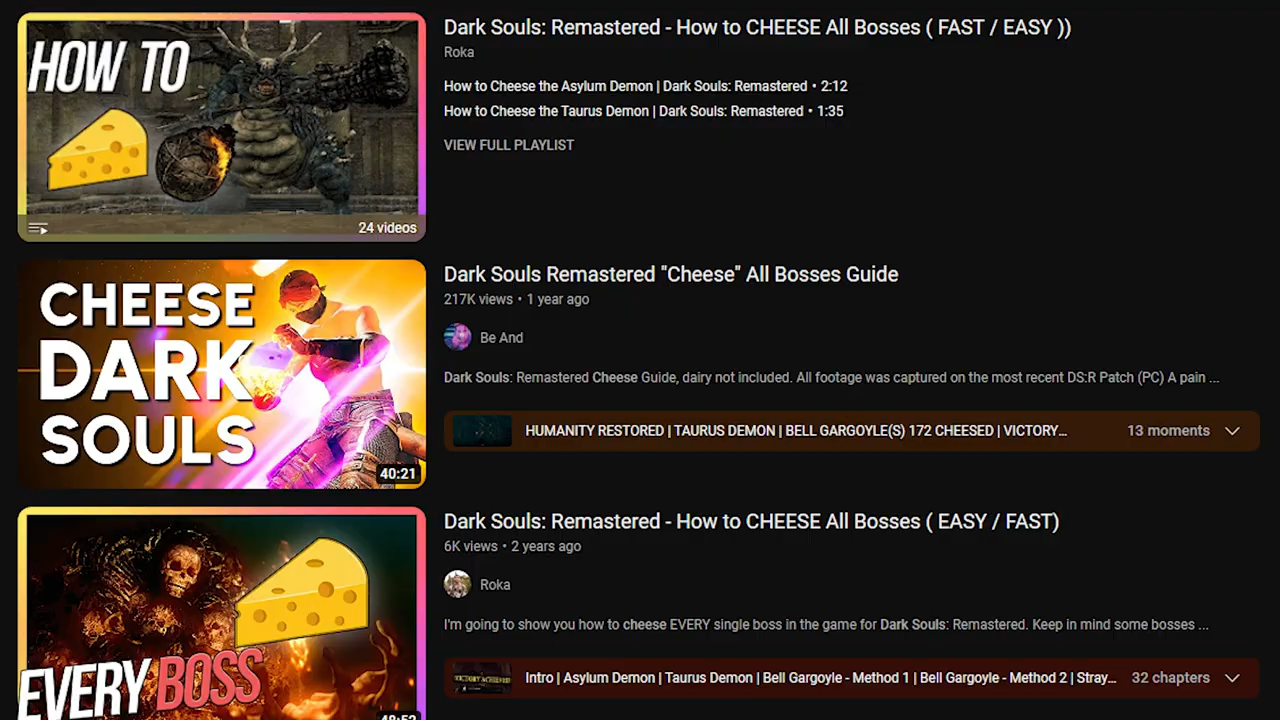 HOW TO
24 videos
Dark Souls: Remastered - How to CHEESE All Bosses ( FAST / EASY ))
Roka
How to Cheese the Asylum Demon | Dark Souls: Remastered • 2:12
How to Cheese the Taurus Demon | Dark Souls: Remastered • 1:35
VIEW FULL PLAYLIST
CHEESE
DARK
SOULS
40:21
Dark Souls Remastered "Cheese" All Bosses Guide
217K views • 1 year ago
Be And
Dark Souls: Remastered Cheese Guide, dairy not included. All footage was captured on the most recent DS:R Patch (PC) A pain ...
HUMANITY RESTORED | TAURUS DEMON | BELL GARGOYLE(S) 172 CHEESED | VICTORY...
13 moments
EVERY BOSS
48:52
Dark Souls: Remastered - How to CHEESE All Bosses ( EASY / FAST)
6K views • 2 years ago
Roka
I'm going to show you how to cheese EVERY single boss in the game for Dark Souls: Remastered. Keep in mind some bosses ...
VICTORY ACHIEVED
Intro | Asylum Demon | Taurus Demon | Bell Gargoyle - Method 1 | Bell Gargoyle - Method 2 | Stray...
32 chapters